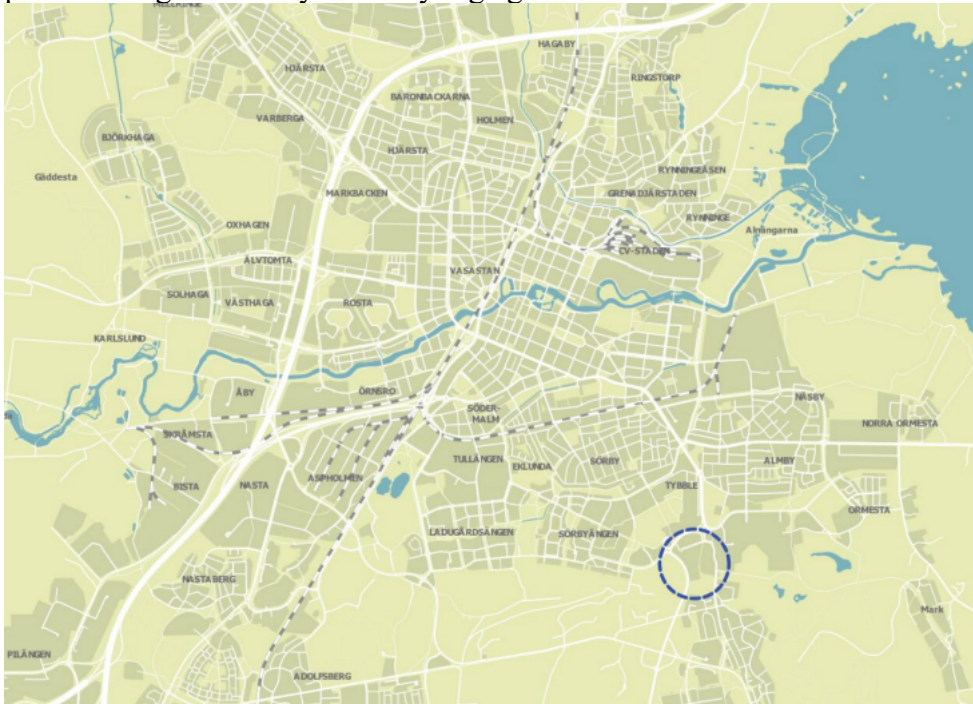 HJÄRSTA
HAGABY
RINGSTORP
BARONBACKARNA
VARBERGA
HOLMEN
BJÖRKHAGA
HJÄRSTA
Gäddesta
RYNNINGEÅSEN
MARKBACKEN
GRENADJÄRSTADEN
RYNNINGE
OXHAGEN
Alnängarna
CV-STADEN
ÄLVTOMTA
VASASTAN
SOLHAGA
VÄSTHAGA
ROSTA
KARLSLUND
ÅBY
ÖRNSRO
NÄSBY
SÖDER-
MALM
NORRA ORMESTA
SKRÄMSTA
TULLÄNGEN
EKLUNDA
SÖRBY
ALMBY
BISTA
NASTA
ASPHOLMEN
TYBBLE
ORMESTA
LADUGÅRDSÄNGEN
SÖRBYÄNGEN
NASTABERG
Mark
PILÄNGEN
ADOLFSBERG